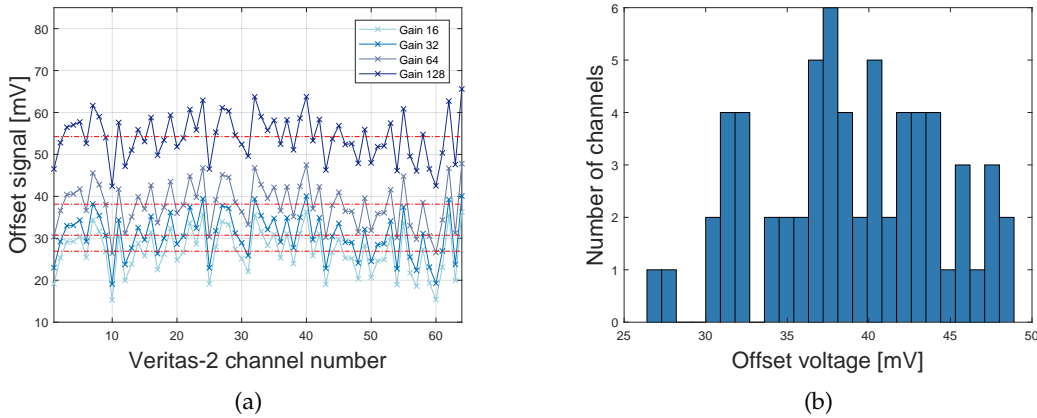 80
70
60
50
40
30
20
10
10
20
30
40
50
60
Offset signal [mV]
Veritas-2 channel number
Gain 16
Gain 32
Gain 64
Gain 128
(a)
6
5
4
3
2
1
0
25
30
35
40
45
50
Number of channels
Offset voltage [mV]
(b)